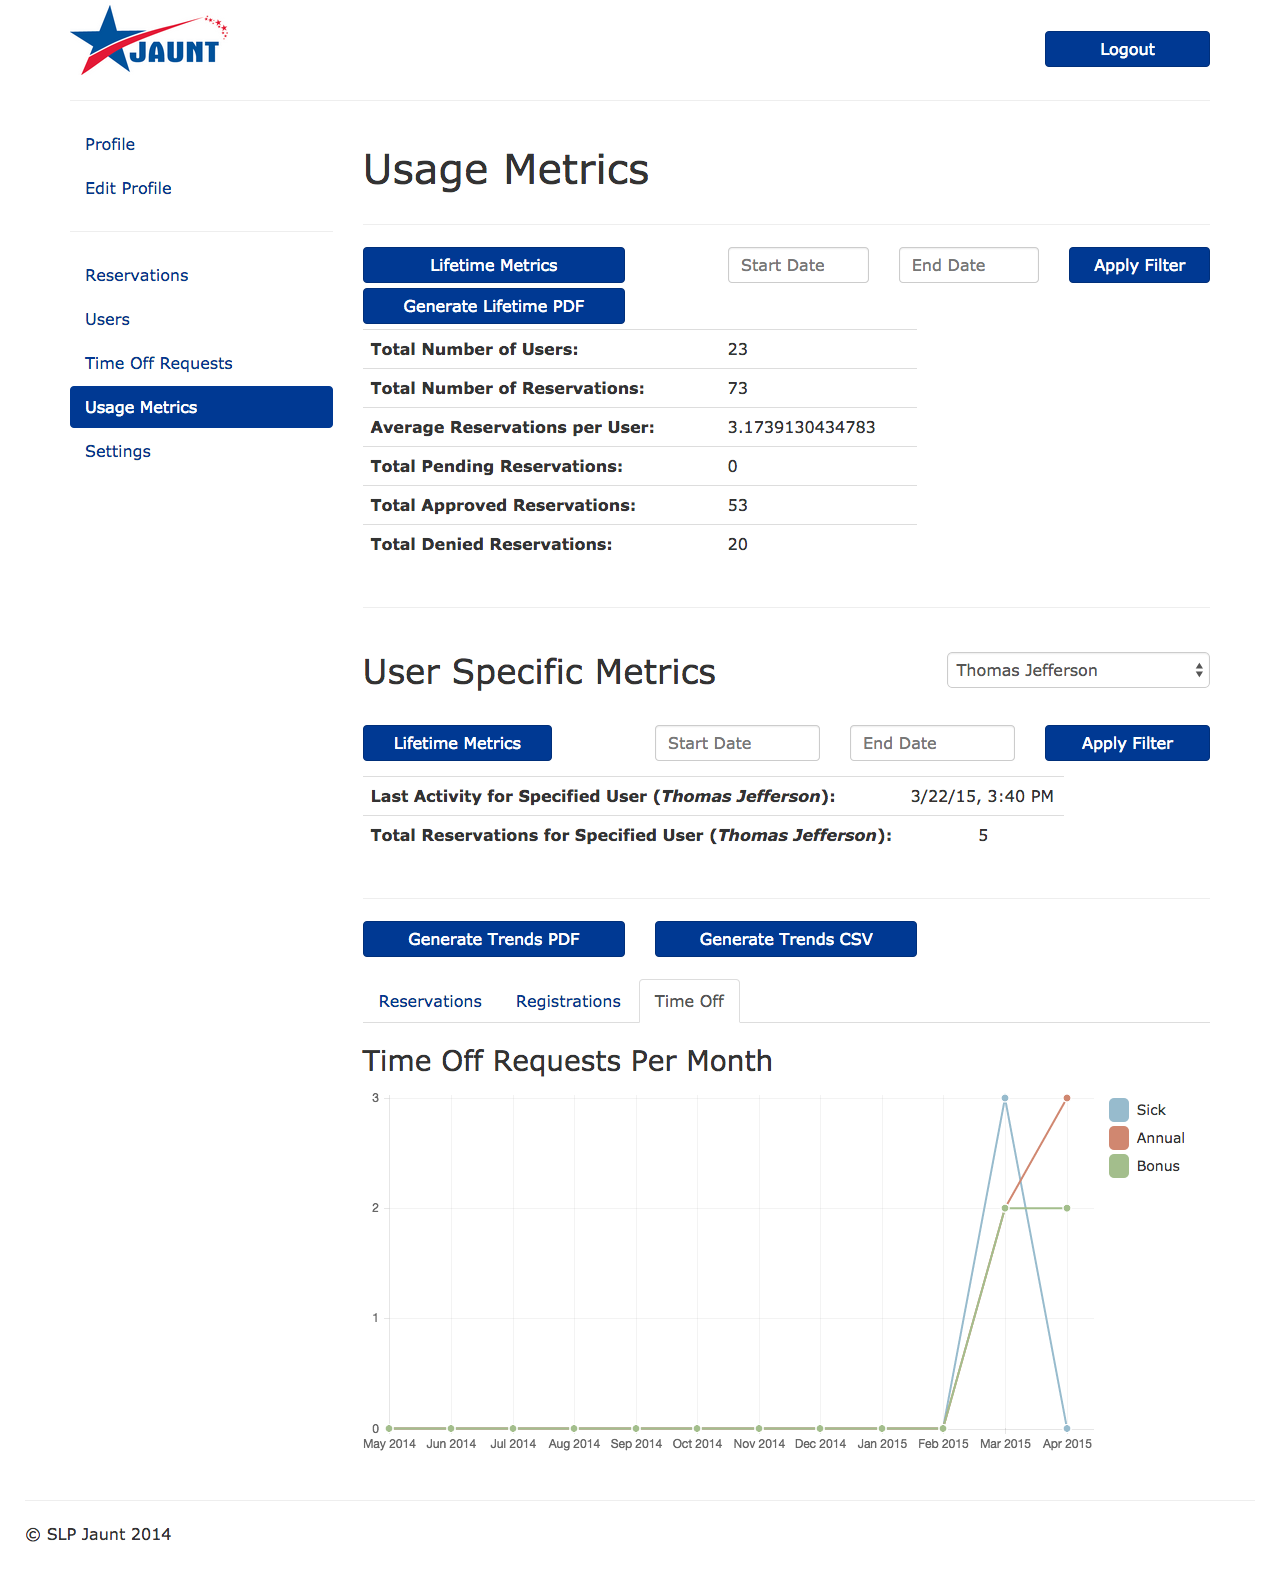 JAUNT
Logout
Profile
Edit Profile
Reservations
Users
Time Off Requests
Usage Metrics
Settings
Usage Metrics
Lifetime Metrics Start Date End Date Apply Filter
Generate Lifetime PDF
Total Number of Users: 23
Total Number of Reservations: 73
Average Reservations per User: 3.1739130434783
Total Pending Reservations: 0
Total Approved Reservations: 53
Total Denied Reservations: 20
User Specific Metrics Thomas Jefferson
Lifetime Metrics Start Date End Date Apply Filter
Last Activity for Specified User (Thomas Jefferson): 3/22/15, 3:40 PM
Total Reservations for Specified User (Thomas Jefferson): 5
Generate Trends PDF Generate Trends CSV
Reservations Registrations Time Off
Time Off Requests Per Month
3
2
1
0
May 2014 Jun 2014 Jul 2014 Aug 2014 Sep 2014 Oct 2014 Nov 2014 Dec 2014 Jan 2015 Feb 2015 Mar 2015 Apr 2015
Sick
Annual
Bonus
© SLP Jaunt 2014